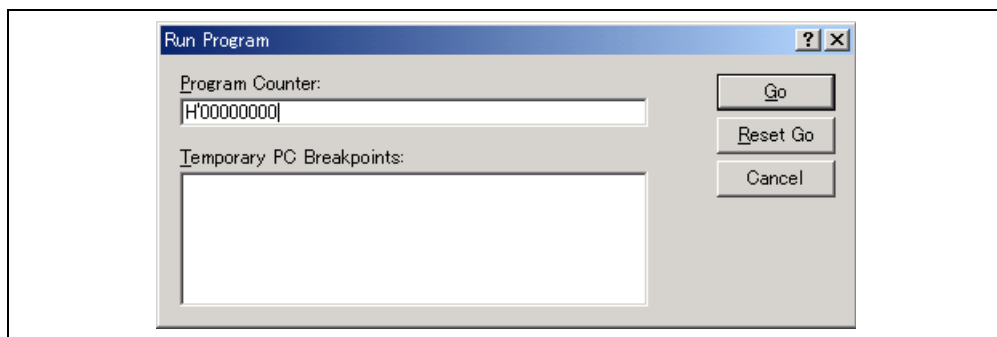 Run Program
Program Counter:
H'00000000
Go
Reset Go
Temporary PC Breakpoints:
Cancel